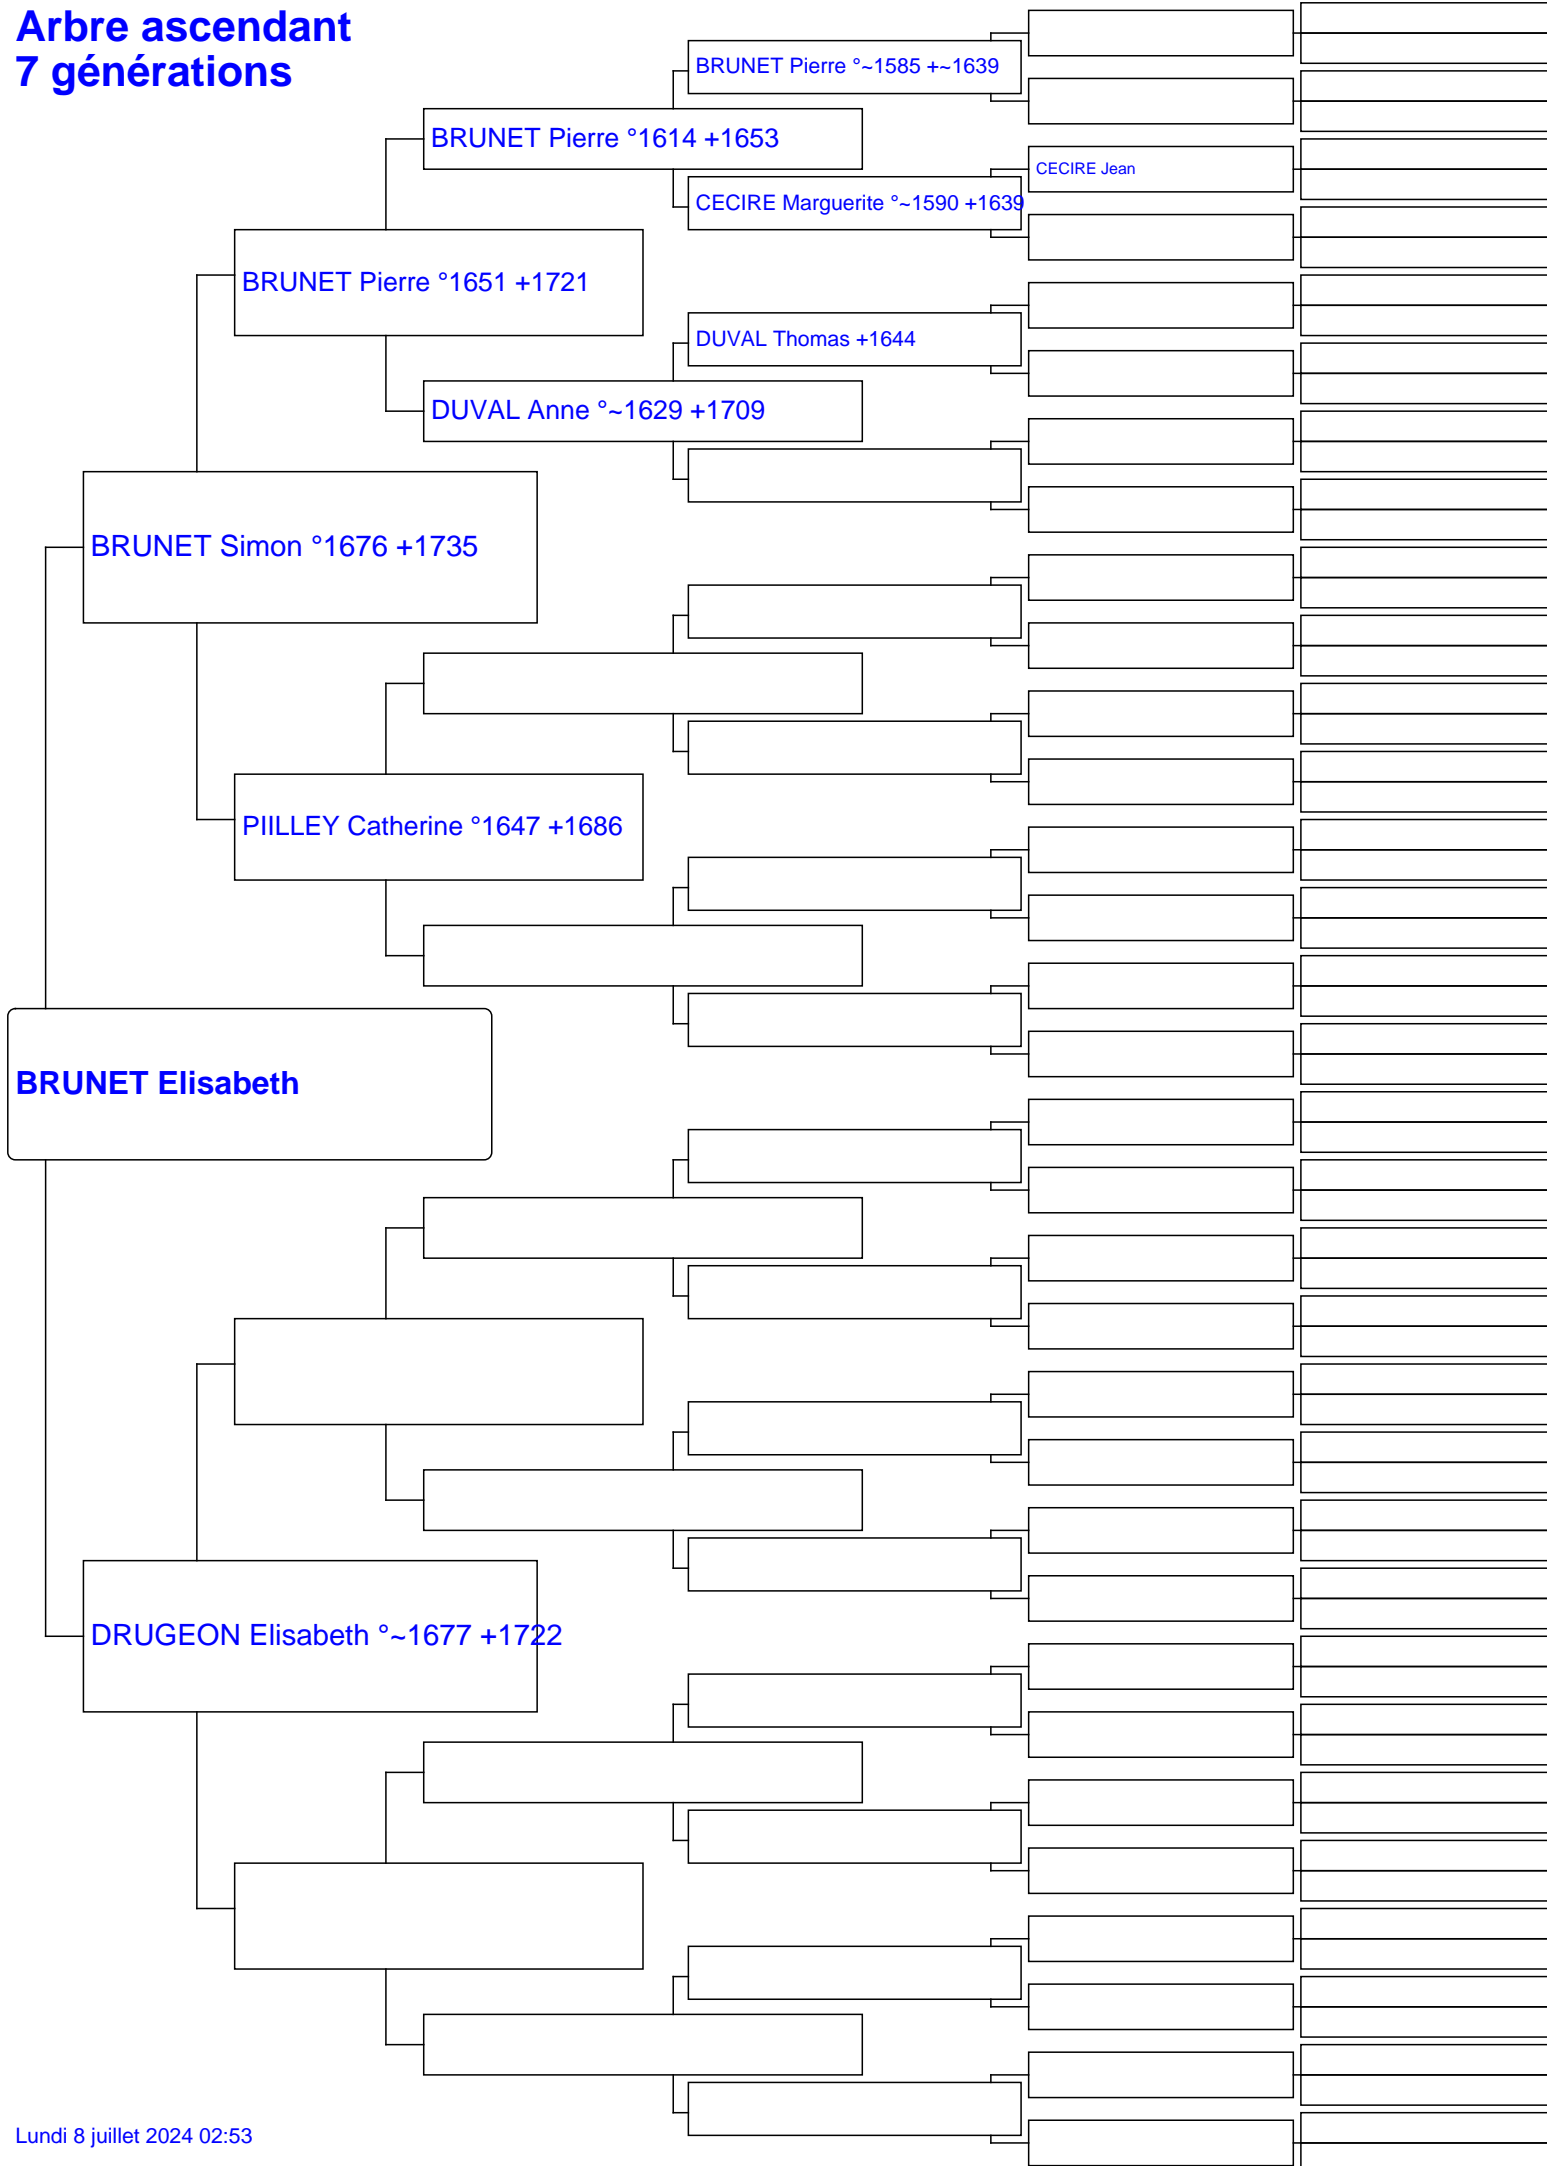 Arbre ascendant
7 générations
BRUNET Pierre °~1585 +~1639
BRUNET Pierre °1614 +1653
CECIRE Jean
CECIRE Marguerite °~1590 +1639
BRUNET Pierre °1651 +1721
DUVAL Thomas +1644
DUVAL Anne °~1629 +1709
BRUNET Simon °1676 +1735
PIILLEY Catherine °1647 +1686
BRUNET Elisabeth
DRUGEON Elisabeth °~1677 +1722
Lundi 8 juillet 2024 02:53